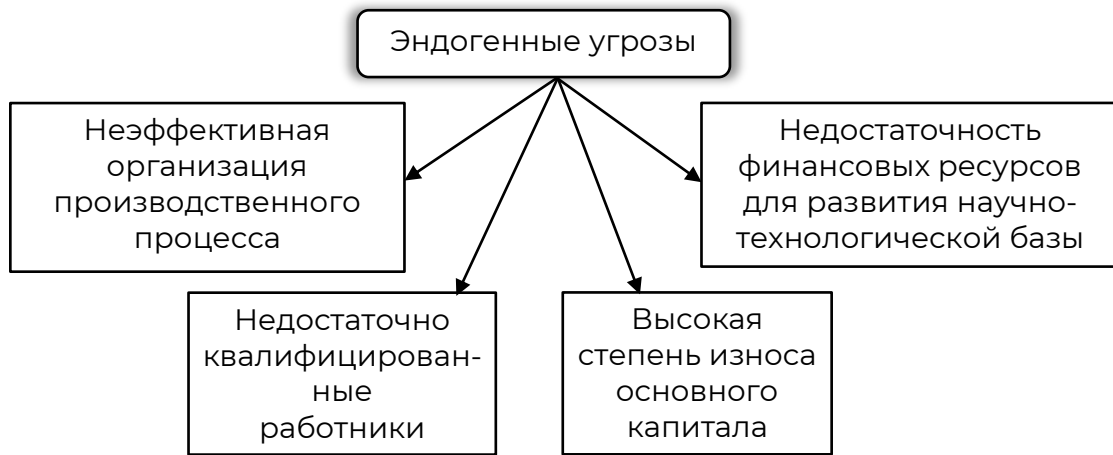 Эндогенные угрозы
Неэффективная
организация
производственного
процесса
Недостаточность
финансовых ресурсов
для развития научно-
технологической базы
Недостаточно
квалифицирован-
ные
работники
Высокая
степень износа
основного
капитала